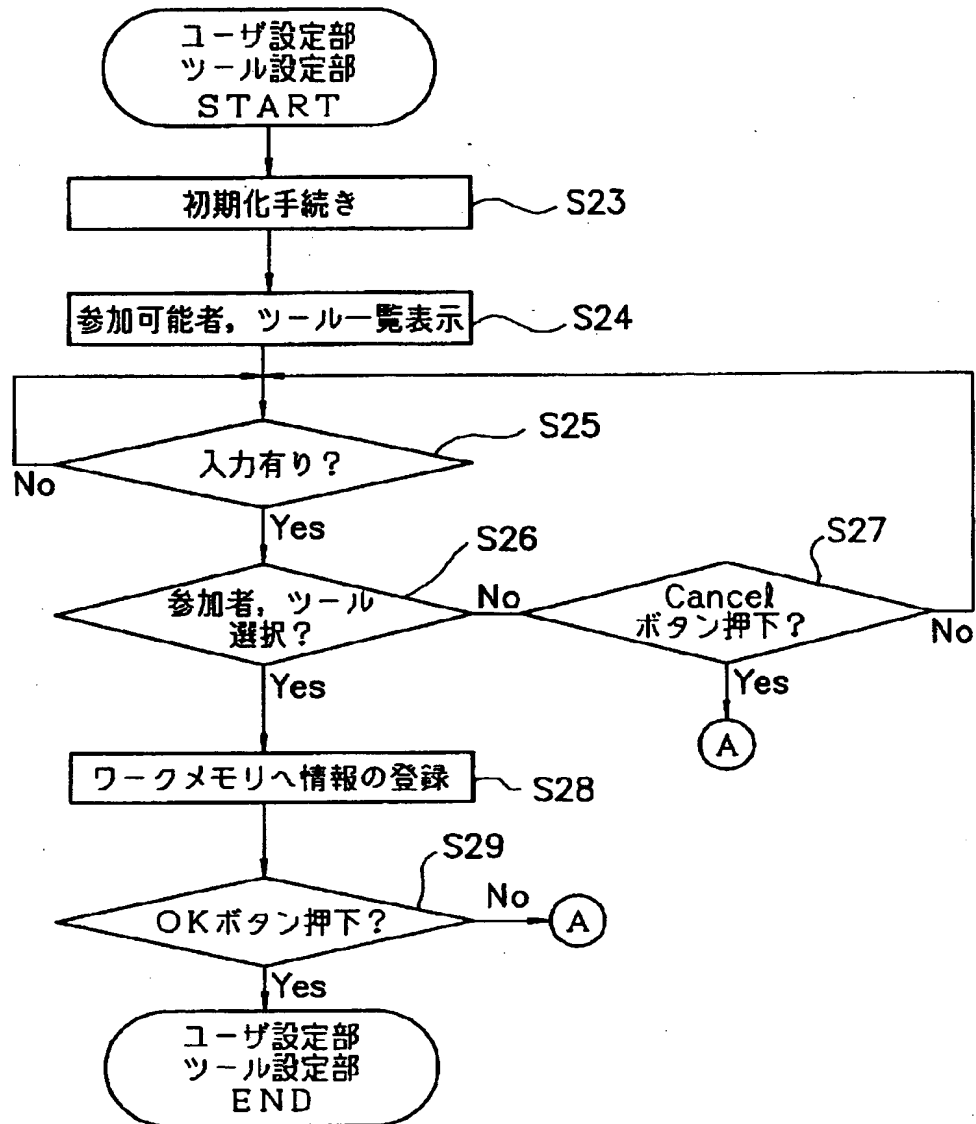 ユーザ設定部
ツール設定部
START
初期化手続き
S23
参加可能者，ツール一覧表示
S24
S25
入力有り？
No
Yes
S26
S27
参加者，ツール
選択？
No
Cancel
ボタン押下？
No
Yes
Yes
A
ワークメモリへ情報の登録
S28
S29
OKボタン押下？
No
A
Yes
ユーザ設定部
ツール設定部
END